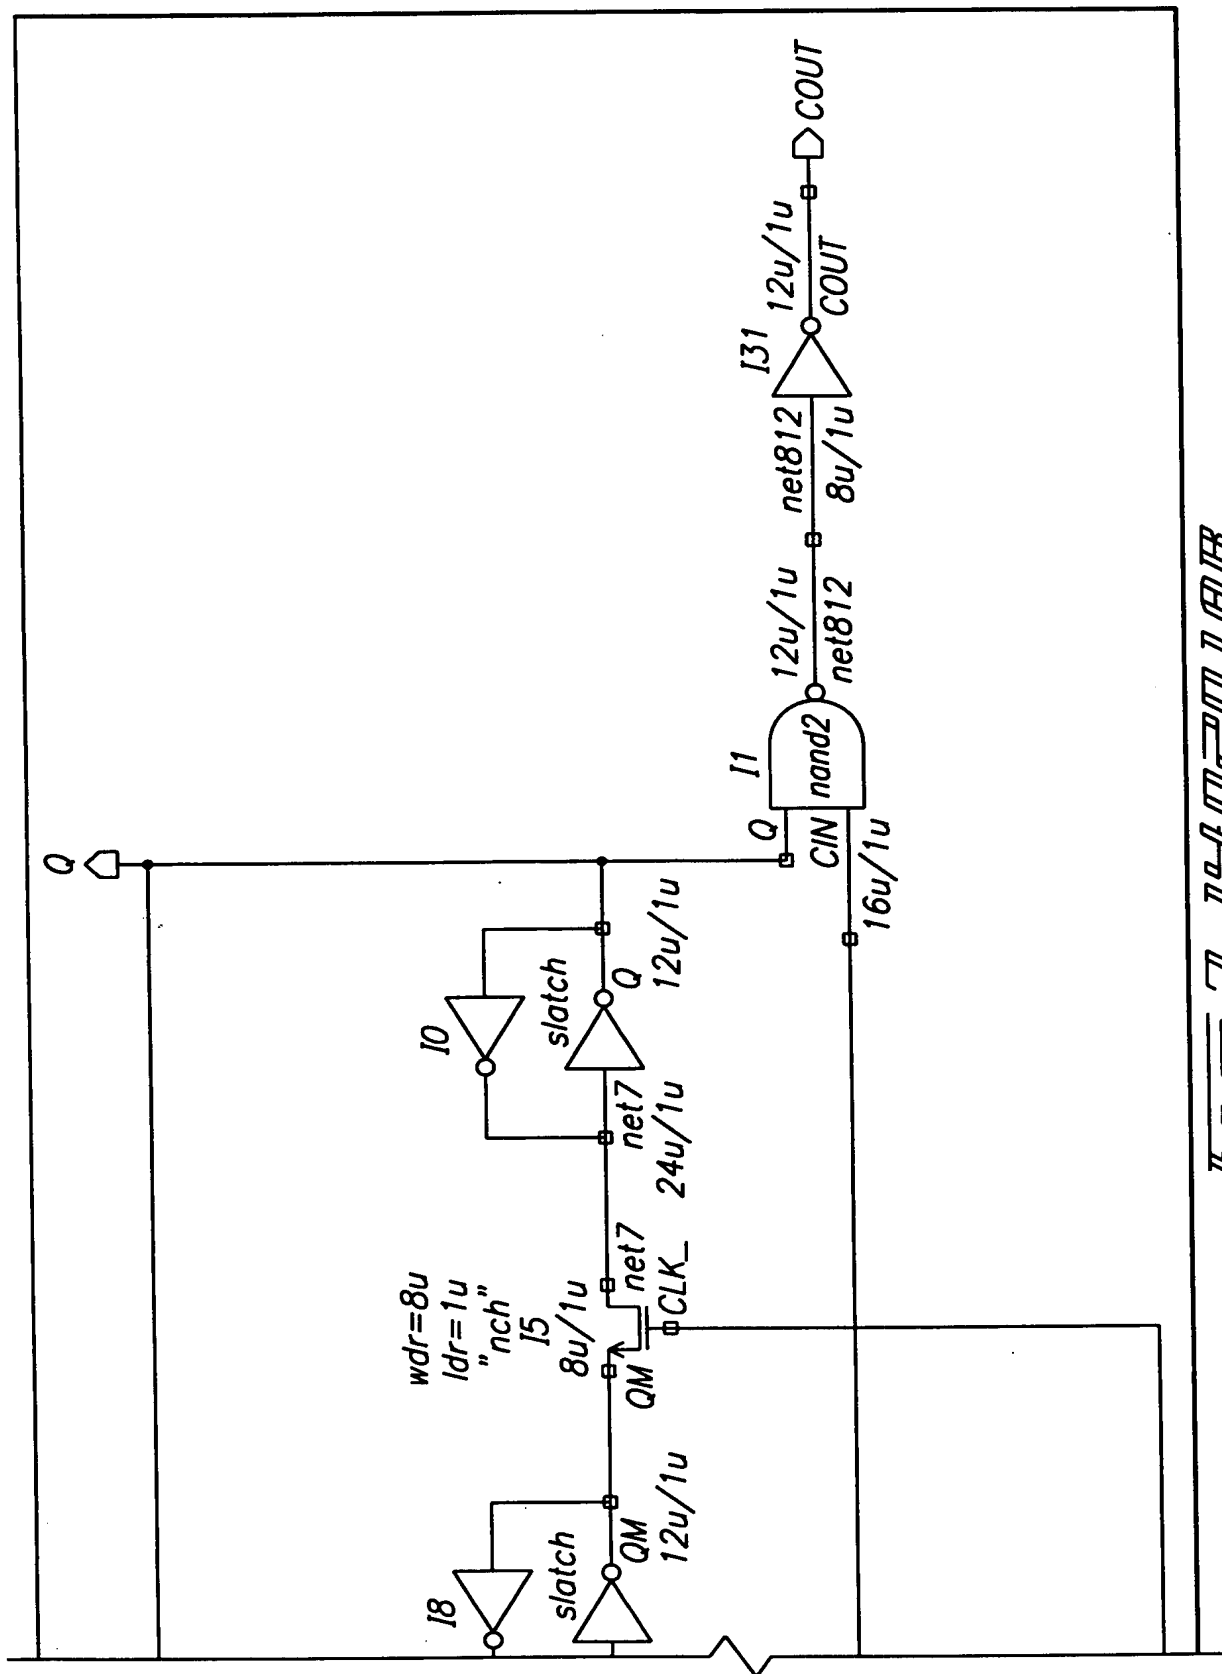 Q
COUT
12u/1u
COUT
I31
net812
8u/1u
12u/1u
net812
I1
nand2
Q
CIN
16u/1u
I0
slatch
Q
12u/1u
net7
24u/1u
wdr=8u
ldr=1u
"nch"
I5
8u/1u
net7
CLK_
QM
I8
slatch
QM
12u/1u